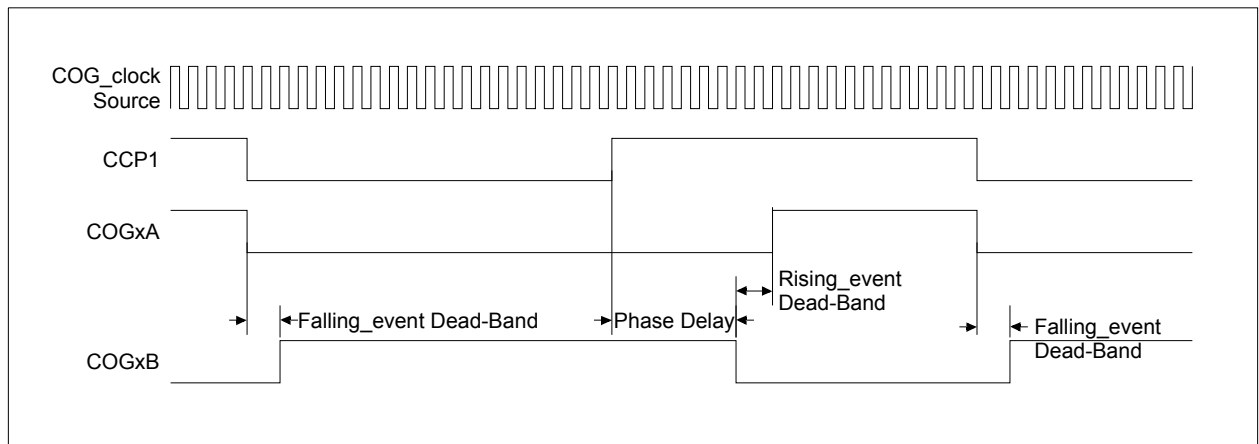 COG_clock
Source
CCP1
COGxA
Rising_event
Dead-Band
Falling_event Dead-Band
Phase Delay
Falling_event
Dead-Band
COGxB